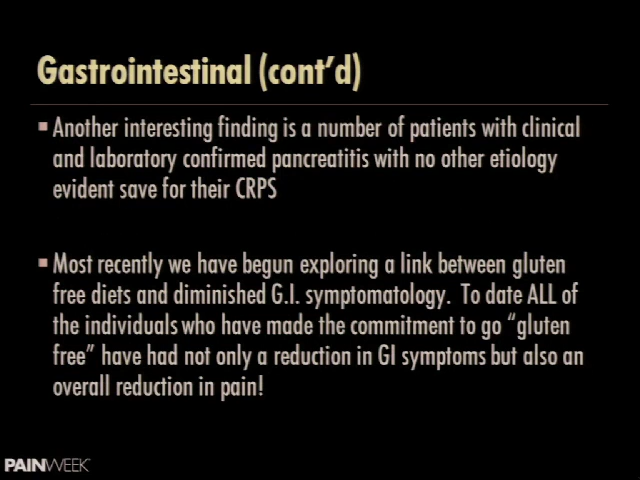 Gastrointestinal (cont'd)
▪ Another interesting finding is a number of patients with clinical
and laboratory confirmed pancreatitis with no other etiology
evident save for their CRPS
▪ Most recently we have begun exploring a link between gluten
free diets and diminished G.I. symptomatology. To date ALL of
the individuals who have made the commitment to go “gluten
free” have had not only a reduction in GI symptoms but also an
overall reduction in pain!
PAINWEEK